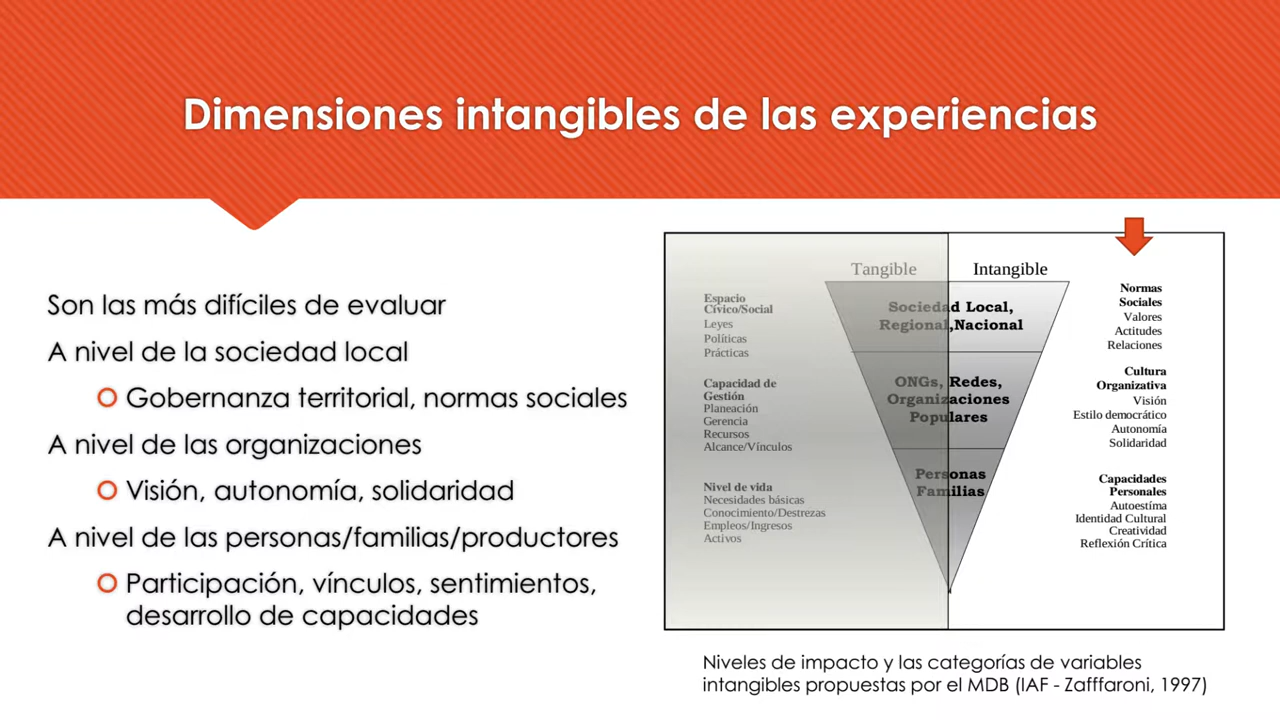 Dimensiones intangibles de las experiencias
Son las más difíciles de evaluar
A nivel de la sociedad local
Gobernanza territorial, normas sociales
A nivel de las organizaciones
Visión, autonomía, solidaridad
A nivel de las personas/familias/productores
Participación, vínculos, sentimientos,
desarrollo de capacidades
Tangible
Intangible
Espacio
Cívico/Social
Leyes
Políticas
Prácticas
Capacidad de
Gestión
Planeación
Gerencia
Recursos
Alcance/Vínculos
Nivel de vida
Necesidades básicas
Conocimiento/Destrezas
Empleos/Ingresos
Activos
Sociedad Local,
Regional,Nacional
ONGs, Redes,
Organizaciones
Populares
Personas
Familias
Normas
Sociales
Valores
Actitudes
Relaciones
Cultura
Organizativa
Visión
Estilo democrático
Autonomía
Solidaridad
Capacidades
Personales
Autoestíma
Identidad Cultural
Creatividad
Reflexión Crítica
Niveles de impacto y las categorías de variables
intangibles propuestas por el MDB (IAF - Zafffaroni, 1997)